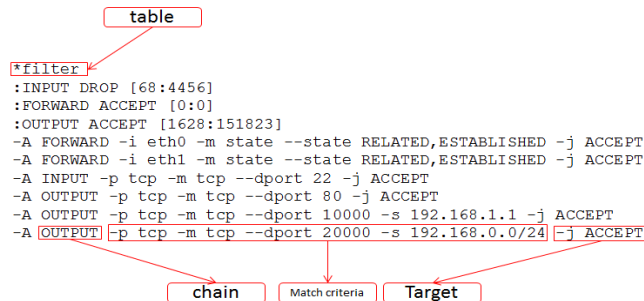 table
*filter
:INPUT DROP [68:4456]
:FORWARD ACCEPT [0:0]
:OUTPUT ACCEPT [1628:151823]
-A FORWARD -i eth0 -m state --state RELATED,ESTABLISHED -j ACCEPT
-A FORWARD -i eth1 -m state --state RELATED,ESTABLISHED -j ACCEPT
-A INPUT -p tcp -m tcp --dport 22 -j ACCEPT
-A OUTPUT -p tcp -m tcp --dport 80 -j ACCEPT
-A OUTPUT -p tcp -m tcp --dport 10000 -s 192.168.1.1 -j ACCEPT
-A OUTPUT -p tcp -m tcp --dport 20000 -s 192.168.0.0/24 -j ACCEPT
chain Match criteria Target